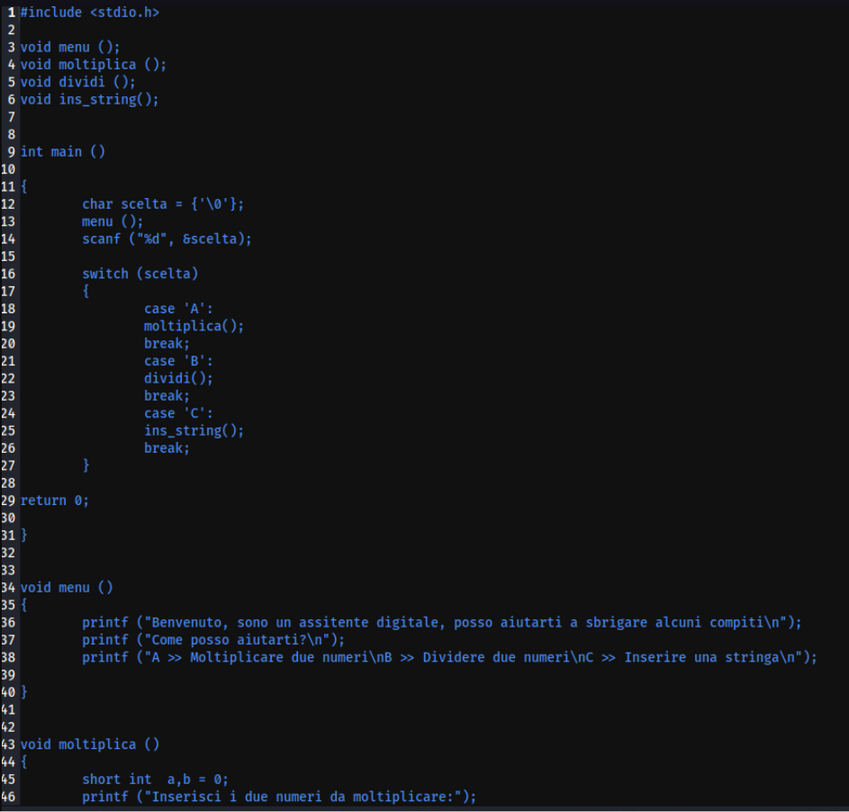 1 #include <stdio.h>
2
3 void menu ();
4 void moltiplica ();
5 void dividi ();
6 void ins_string();
7
8
9 int main ()
10
11 {
12         char scelta = {'\0'};
13         menu ();
14         scanf ("%d", &scelta);
15
16         switch (scelta)
17         {
18                 case 'A':
19                 moltiplica();
20                 break;
21                 case 'B':
22                 dividi();
23                 break;
24                 case 'C':
25                 ins_string();
26                 break;
27         }
28
29 return 0;
30
31 }
32
33
34 void menu ()
35 {
36         printf ("Benvenuto, sono un assitente digitale, posso aiutarti a sbrigare alcuni compiti\n");
37         printf ("Come posso aiutarti?\n");
38         printf ("A >> Moltiplicare due numeri\nB >> Dividere due numeri\nC >> Inserire una stringa\n");
39
40 }
41
42
43 void moltiplica ()
44 {
45         short int  a,b = 0;
46         printf ("Inserisci i due numeri da moltiplicare:");